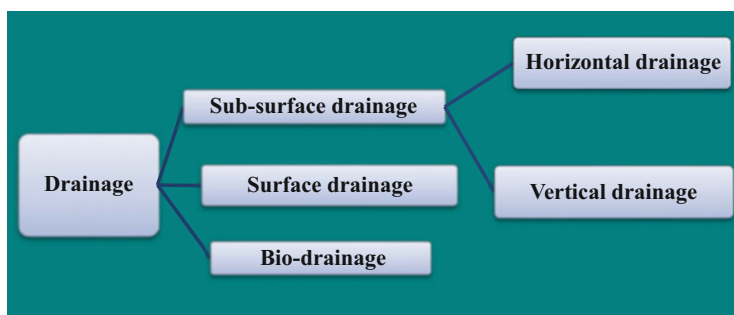 Drainage
Sub-surface drainage
Surface drainage
Bio-drainage
Horizontal drainage
Vertical drainage